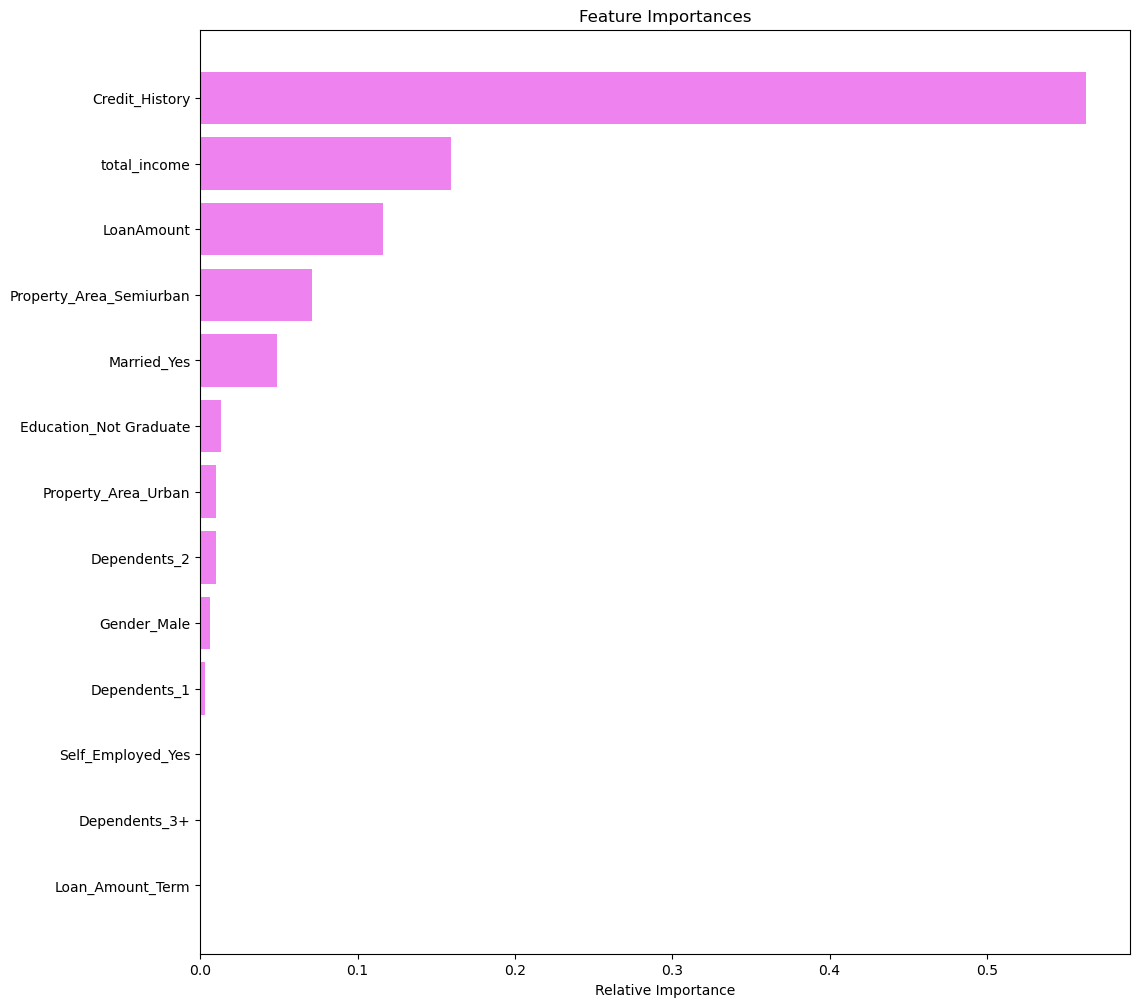 Feature Importances
Credit_History
total_income
LoanAmount
Property_Area_Semiurban
Married_Yes
Education_Not Graduate
Property_Area_Urban
Dependents_2
Gender_Male
Dependents_1
Self_Employed_Yes
Dependents_3+
Loan_Amount_Term
0.0 0.1 0.2 0.3 0.4 0.5
Relative Importance